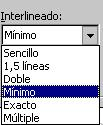 Interlineado:
Mínimo
Sencillo
1,5 líneas
Doble
Mínimo
Exacto
Múltiple